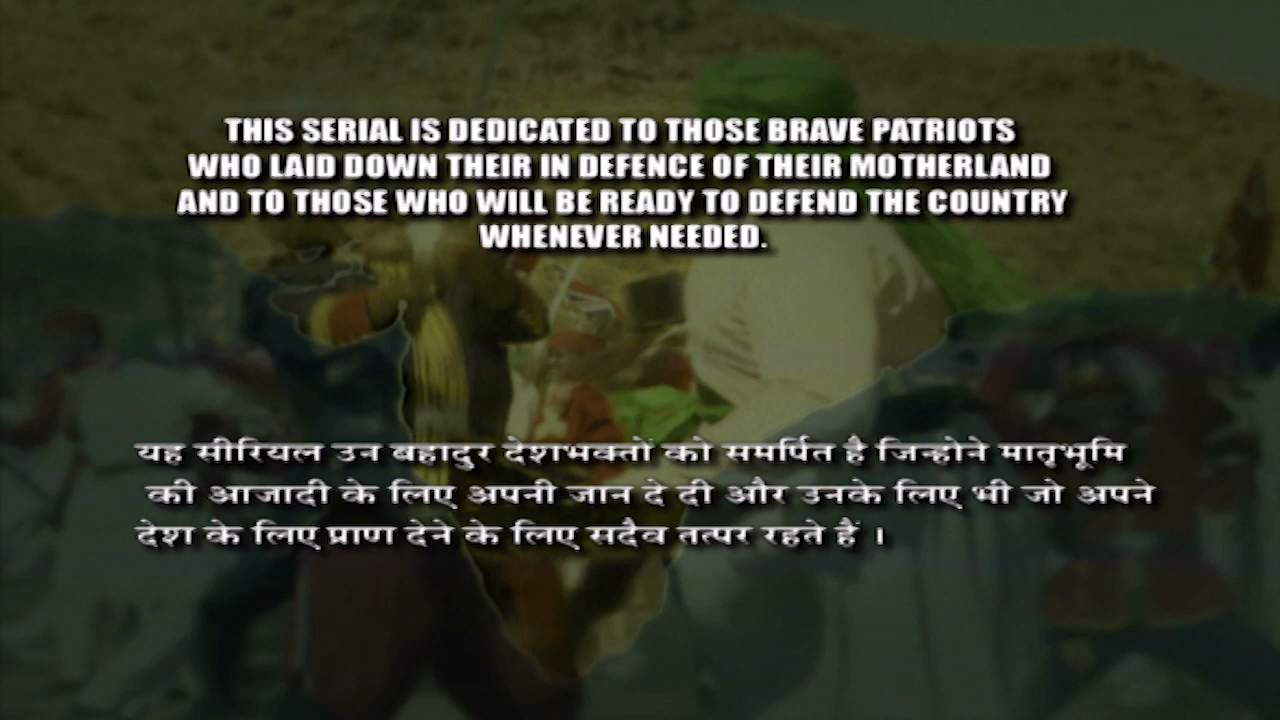 THIS SERIAL IS DEDICATED TO THOSE BRAVE PATRIOTS
WHO LAID DOWN THEIR IN DEFENCE OF THEIR MOTHERLAND
AND TO THOSE WHO WILL BE READY TO DEFEND THE COUNTRY
WHENEVER NEEDED.
यह सीरियल उन बहादुर देशभक्तों को समर्पित है जिन्होने मातृभूमि
की आजादी के लिए अपनी जान दे दी और उनके लिए भी जो अपने
देश के लिए प्राण देने के लिए सदैव तत्पर रहते हैं ।